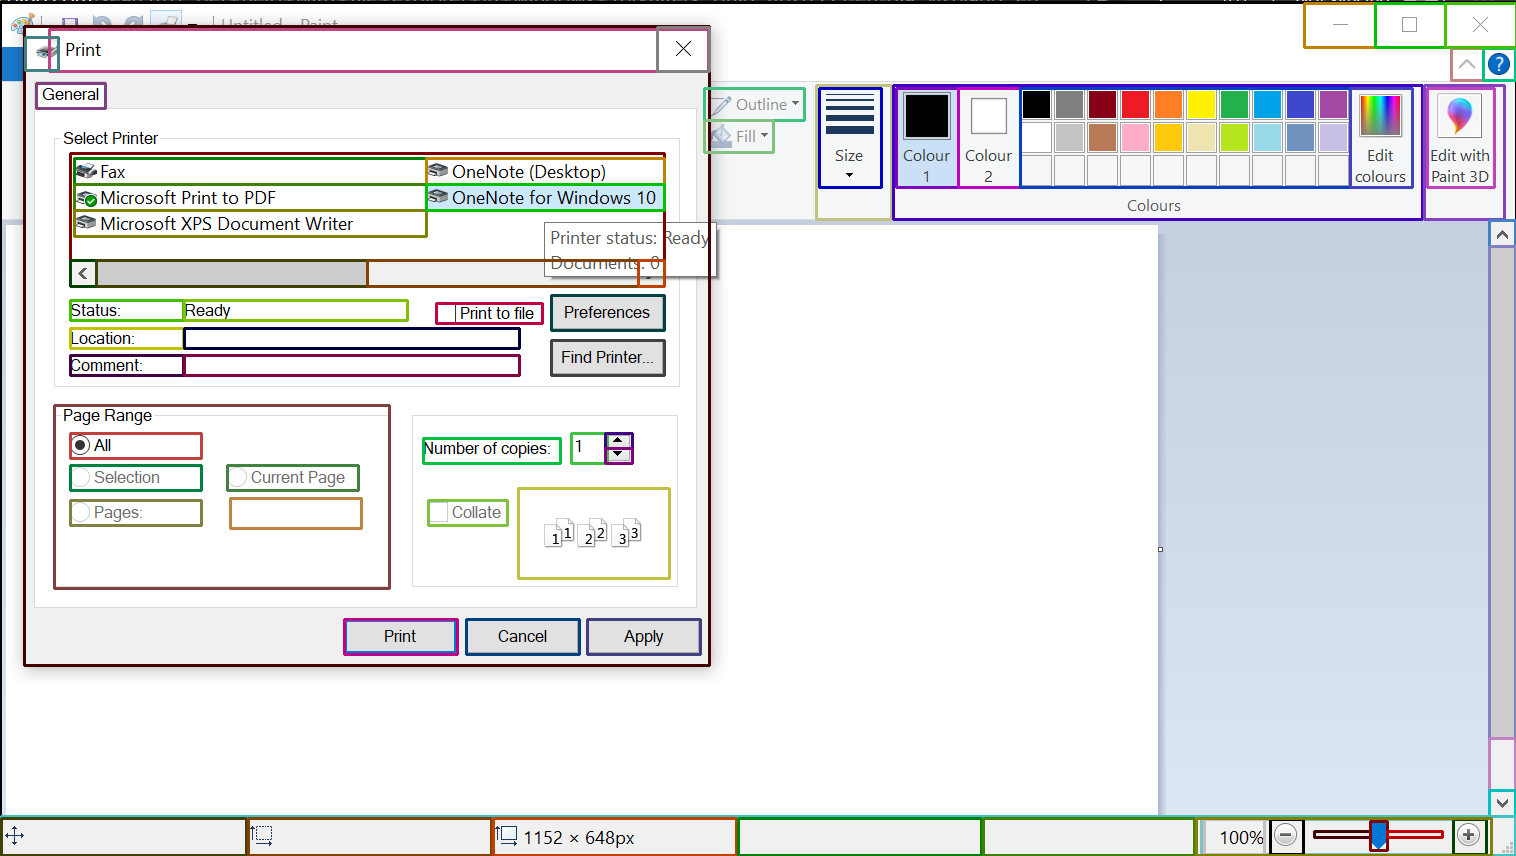 Untitled - Paint
Print
General
Outline
Fill
Size
Colour
1
Colour
2
Edit
colours
Edit with
Paint 3D
Colours
Select Printer
Fax
OneNote (Desktop)
Microsoft Print to PDF
OneNote for Windows 10
Microsoft XPS Document Writer
Printer status: Ready
Documents: 0
Status:
Ready
Print to file
Preferences
Location:
Find Printer...
Comment:
Page Range
All
Selection
Current Page
Pages:
Number of copies:
1
Collate
1 1 2 2 3 3
Print
Cancel
Apply
1152 × 648px
100%